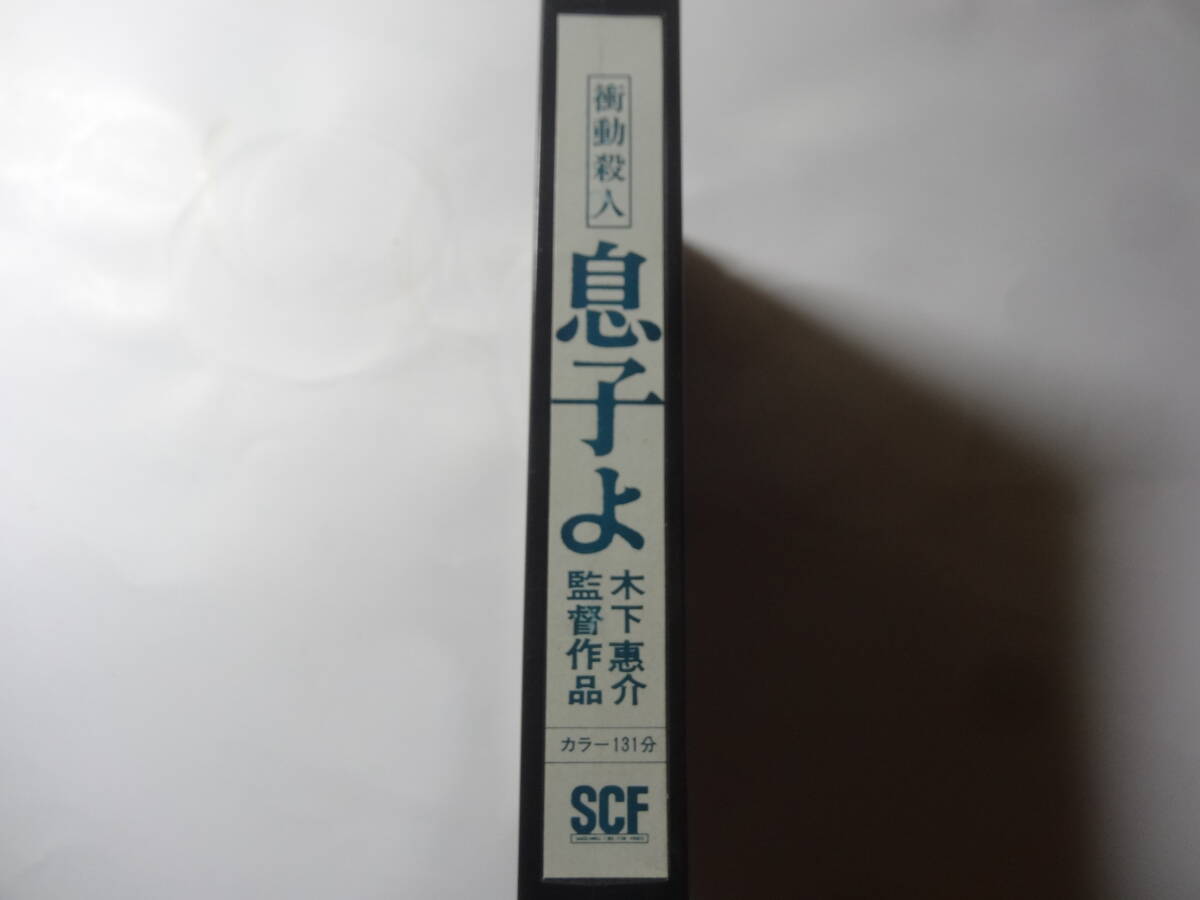 衝動殺人
息子よ
木下惠介
監督作品
カラー131分
SCF